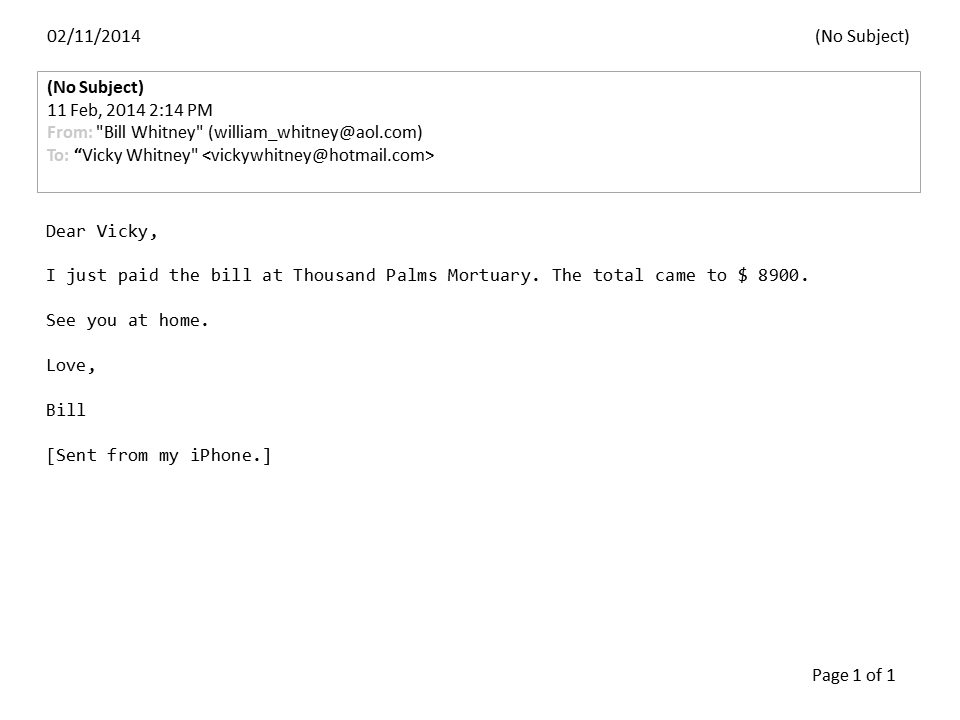 02/11/2014 (No Subject)
(No Subject)
11 Feb, 2014 2:14 PM
From: "Bill Whitney" (william_whitney@aol.com)
To: “Vicky Whitney" <vickywhitney@hotmail.com>
Dear Vicky,
I just paid the bill at Thousand Palms Mortuary. The total came to $ 8900.
See you at home.
Love,
Bill
[Sent from my iPhone.]
Page 1 of 1